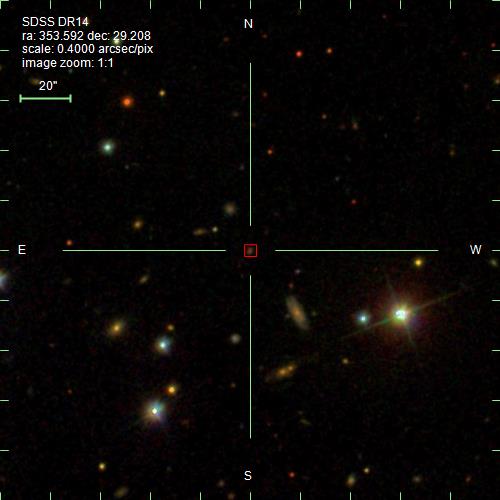 SDSS DR14
ra: 353.592 dec: 29.208
scale: 0.4000 arcsec/pix
image zoom: 1:1
20"
N
E
W
S